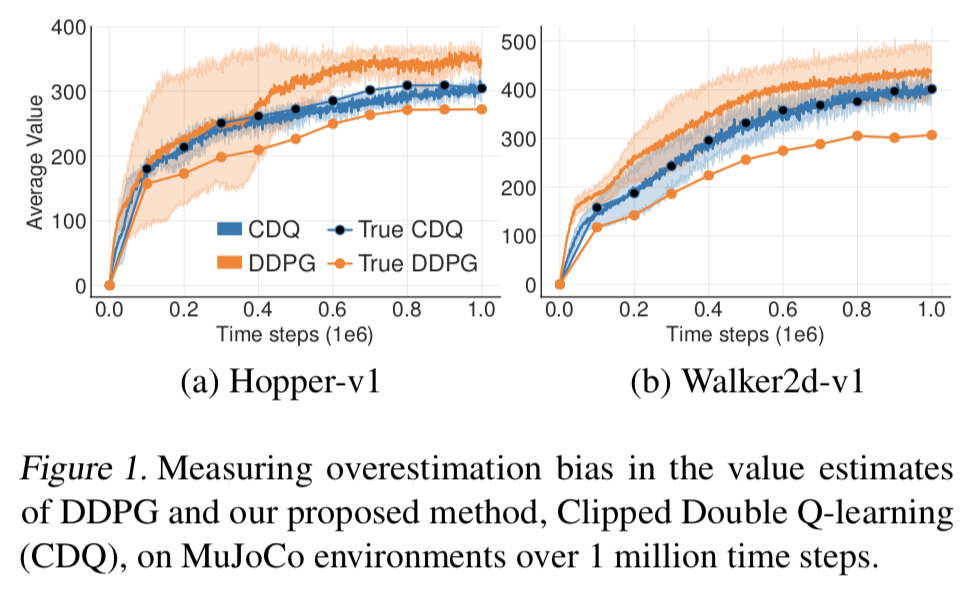 400
300
200
100
0
Average Value
0.0 0.2 0.4 0.6 0.8 1.0
Time steps (1e6)
CDQ True CDQ
DDPG True DDPG
(a) Hopper-v1
500
400
300
200
100
0
0.0 0.2 0.4 0.6 0.8 1.0
Time steps (1e6)
(b) Walker2d-v1
Figure 1. Measuring overestimation bias in the value estimates
of DDPG and our proposed method, Clipped Double Q-learning
(CDQ), on MuJoCo environments over 1 million time steps.